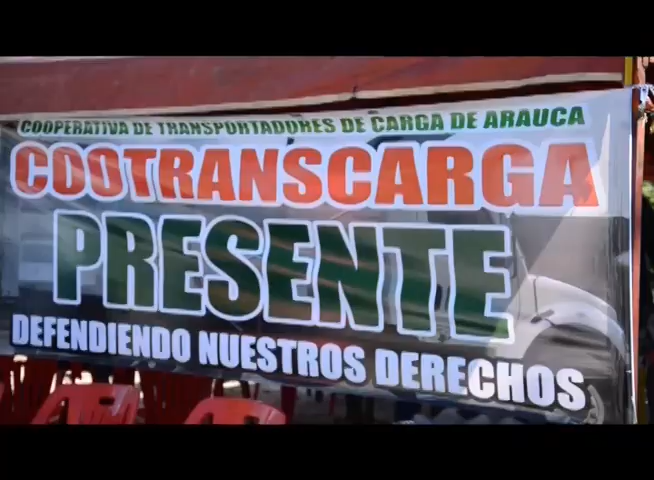 COOPERATIVA DE TRANSPORTADORES DE CARGA DE ARAUCA
COOTRANSCARGA
PRESENTE
DEFENDIENDO NUESTROS DERECHOS